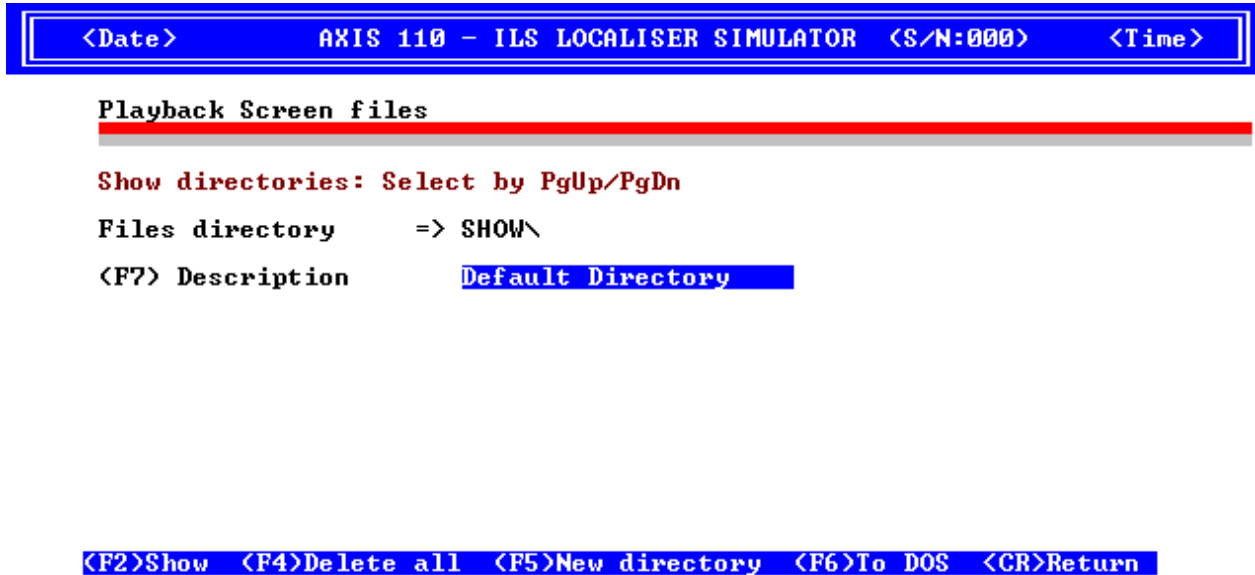 <Date> AXIS 110 - ILS LOCALISER SIMULATOR <S/N:000> <Time>
Playback Screen files
Show directories: Select by PgUp/PgDn
Files directory => SHOW\
<F7> Description Default Directory
<F2>Show <F4>Delete all <F5>New directory <F6>To DOS <CR>Return